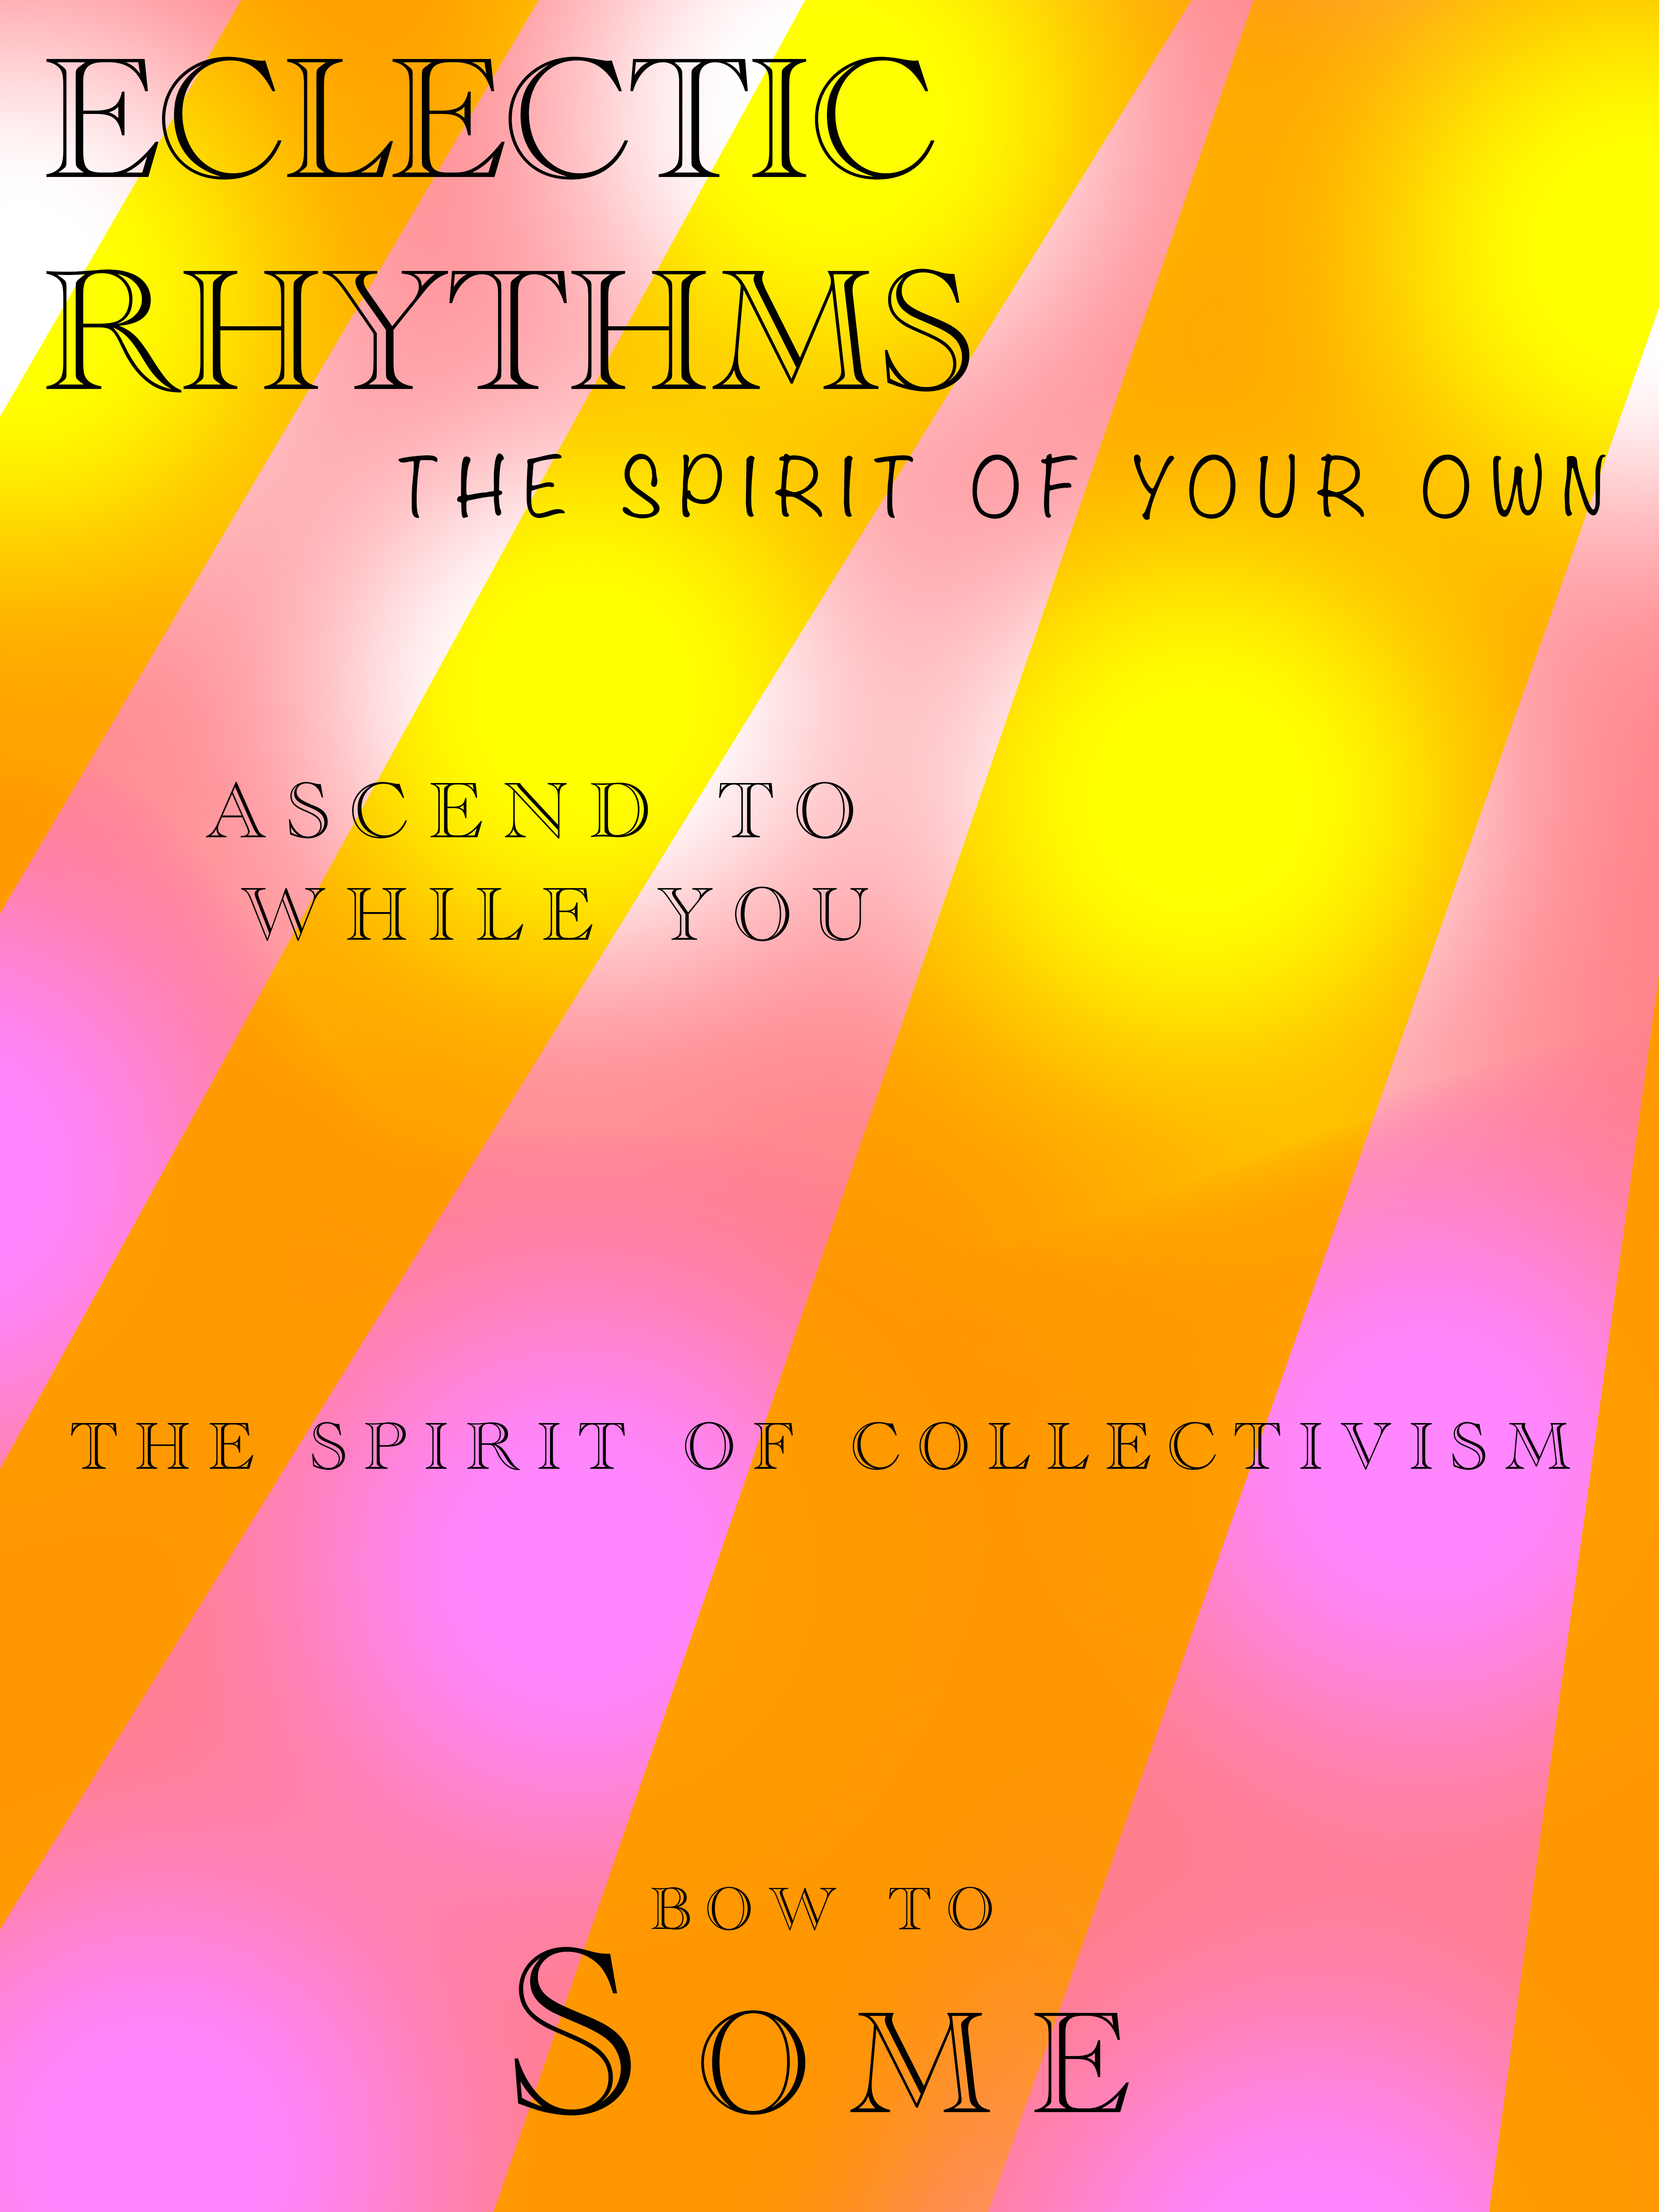 ECLECTIC
RHYTHMS
THE SPIRIT OF YOUR OWN
ASCEND TO
WHILE YOU
THE SPIRIT OF COLLECTIVISM
BOW TO
SOME